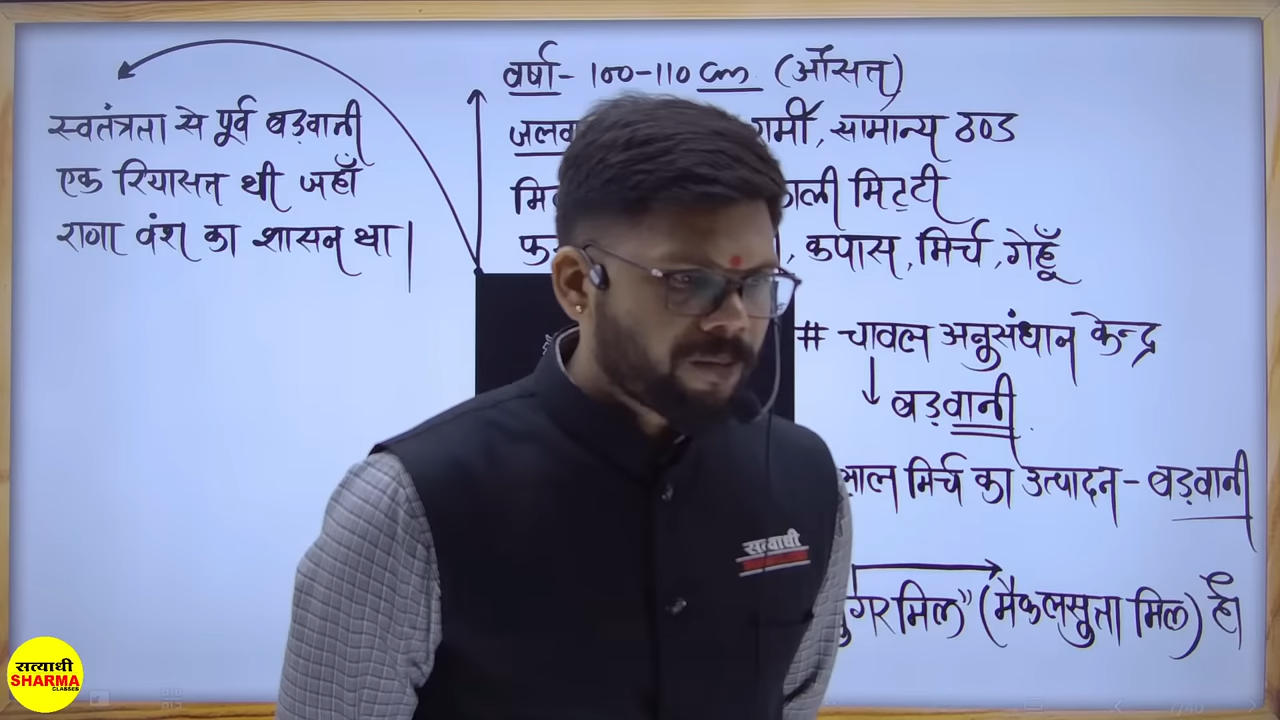 स्वतंत्रता से पूर्व बड़वानी
एक रियासत थी जहाँ
राणा वंश का शासन था।
वर्षा - 100-110 cm (औसत)
गर्मी, सामान्य ठण्ड
काली मिट्टी
, कपास, मिर्च, गेहूँ
# चावल अनुसंधान केन्द्र
बड़वानी
लाल मिर्च का उत्पादन - बड़वानी
मिल" (मैकलसुता मिल) है।
सत्यार्थी
सत्यार्थी
SHARMA
CLASSES